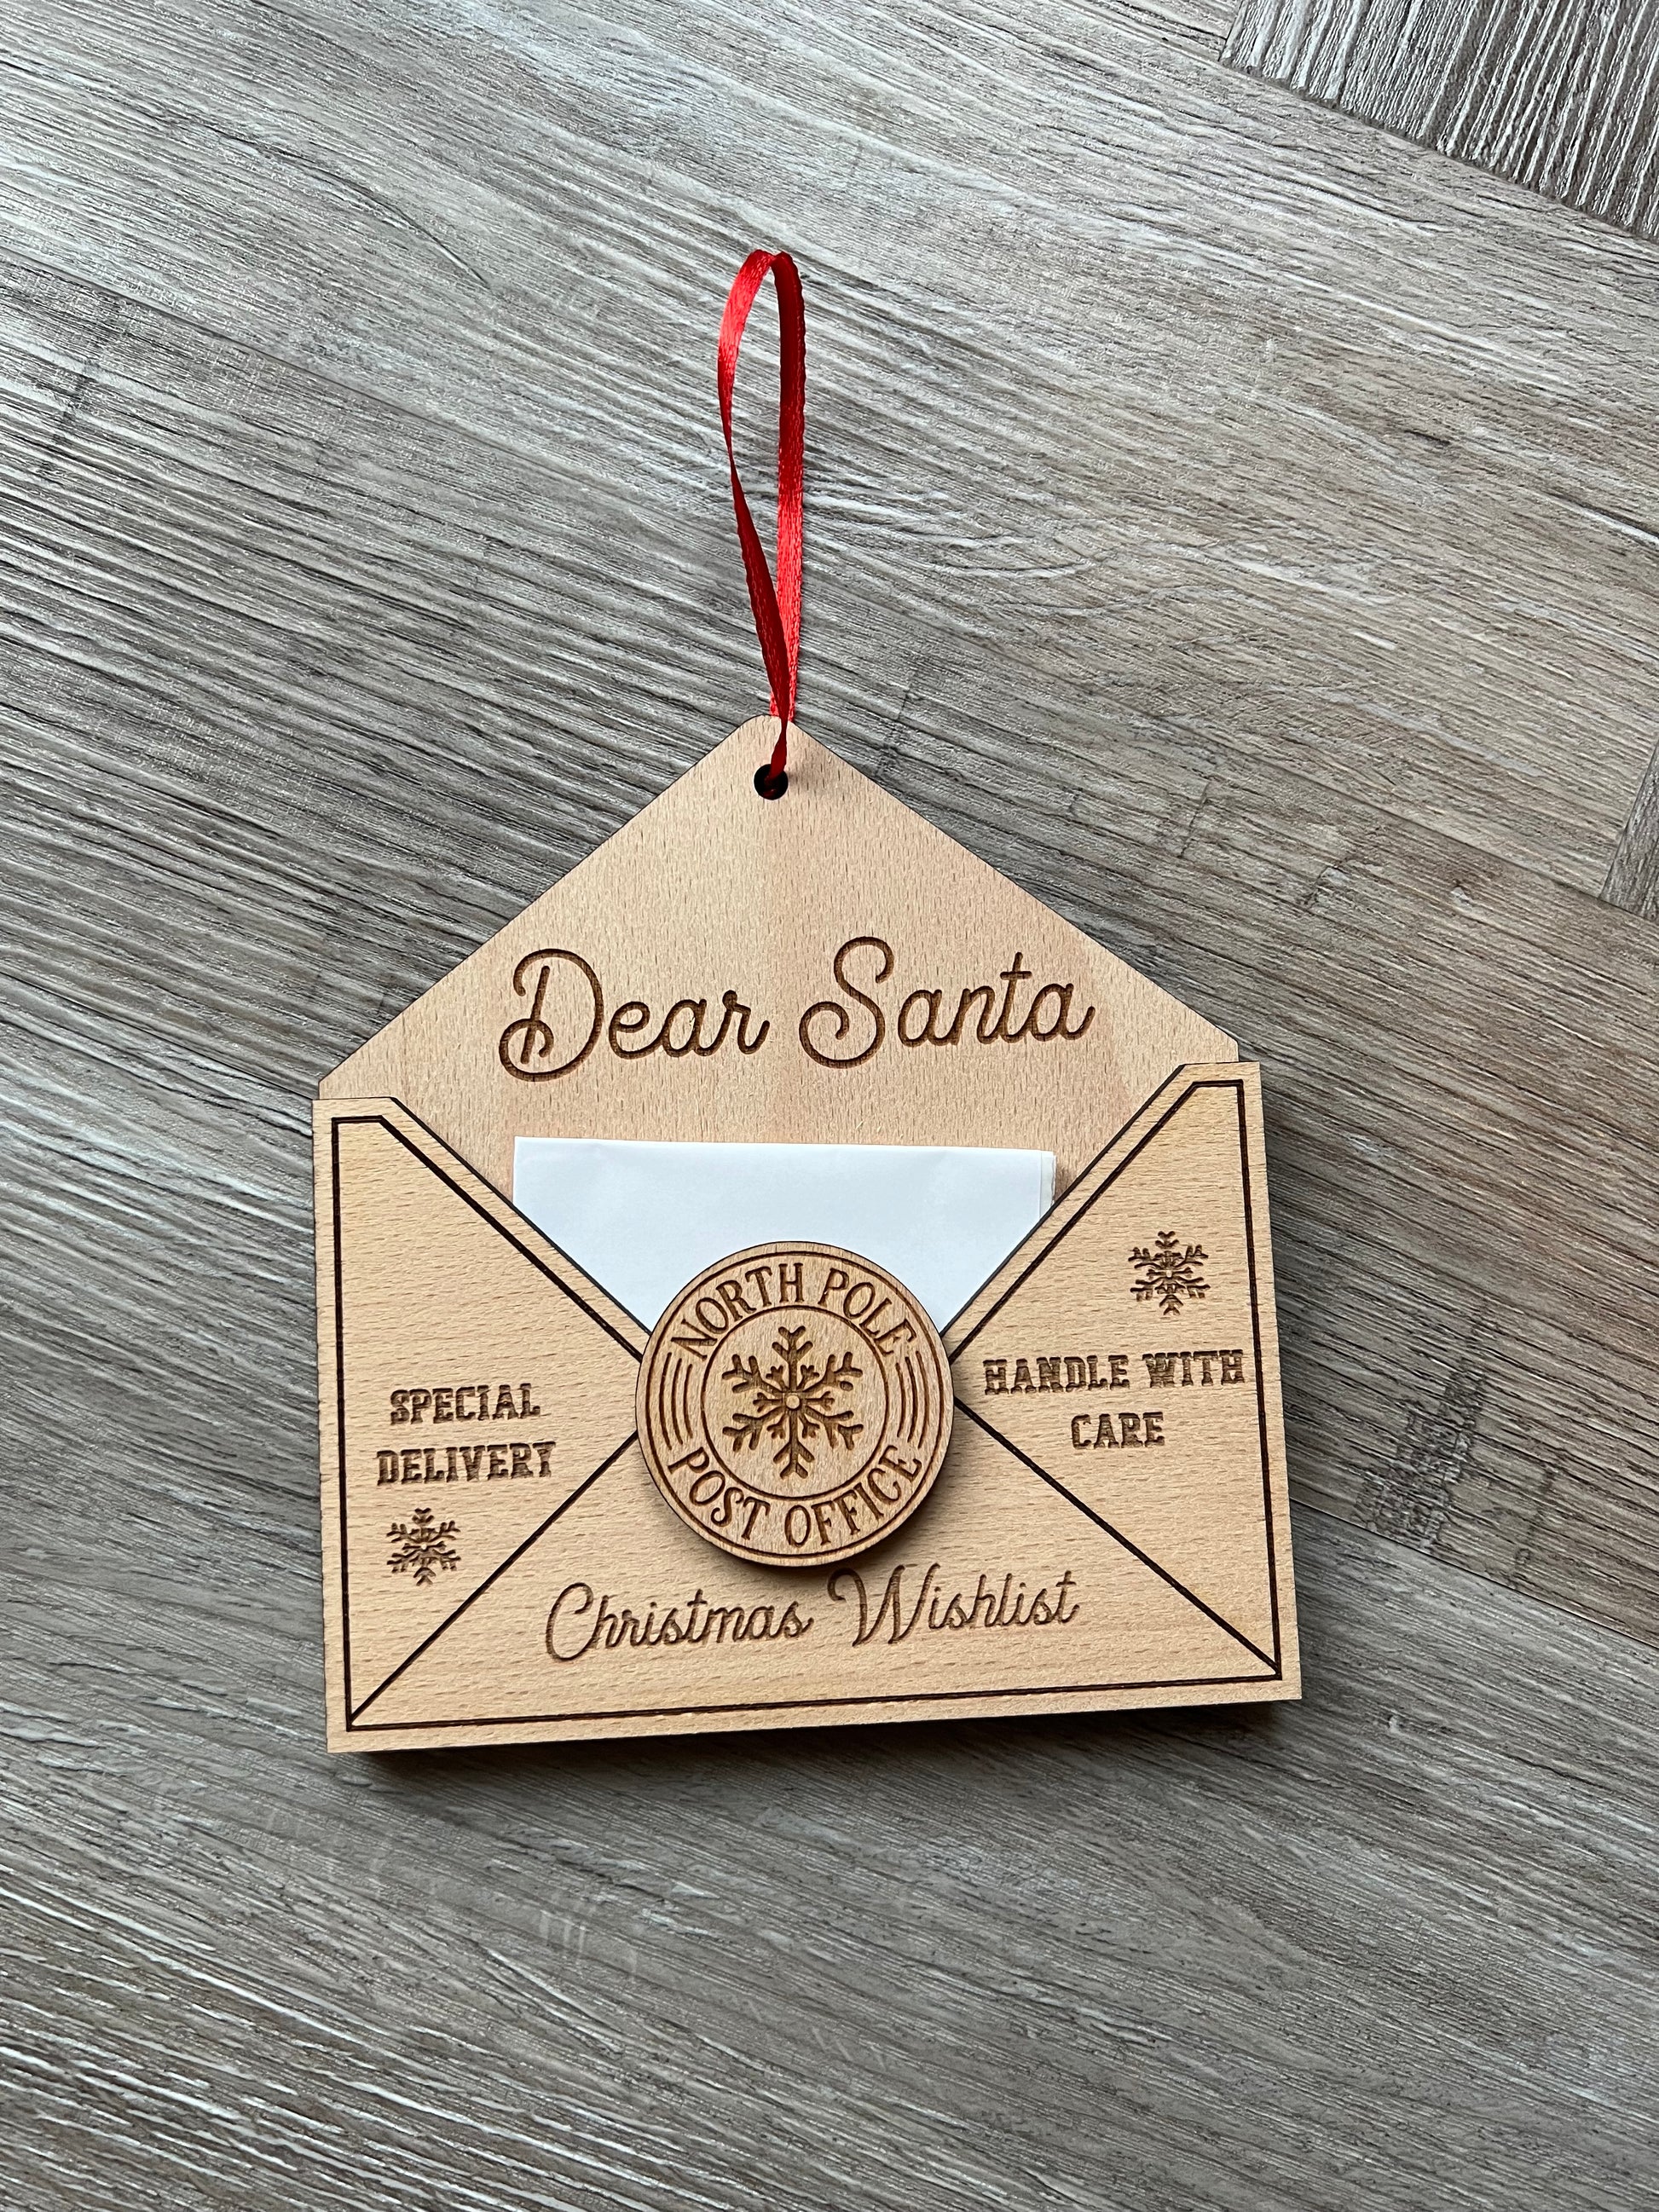 Dear Santa
NORTH POLE
POST OFFICE
SPECIAL
DELIVERY
HANDLE WITH
CARE
Christmas Wishlist